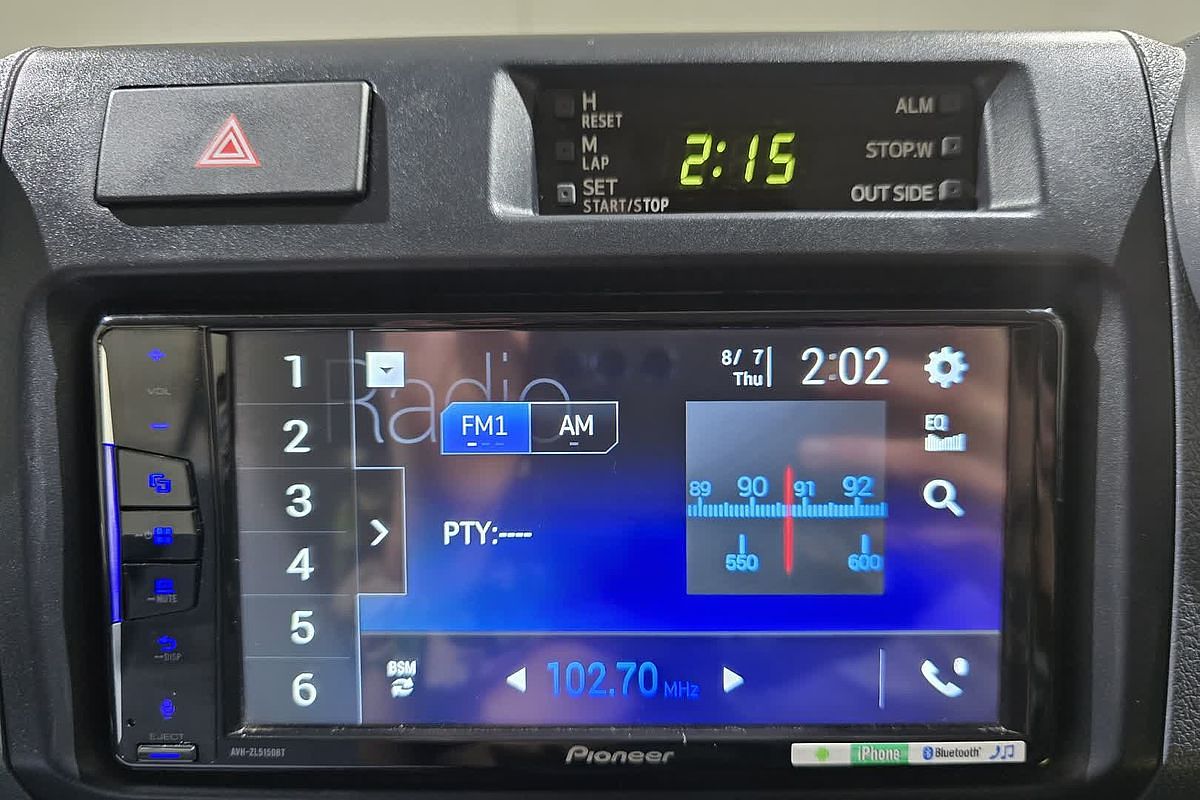 H
RESET
M
LAP
SET
START/STOP
2:15
ALM
STOP.W
OUT SIDE
VOL
MUTE
DISP
EJECT
1
2
3
4
5
6
Radio
FM1
AM
PTY:----
8/ 7
Thu
2:02
EQ
89 90 91 92
550 600
BSM
102.70 MHz
AVH-ZL5150BT
Pioneer
iPhone
Bluetooth